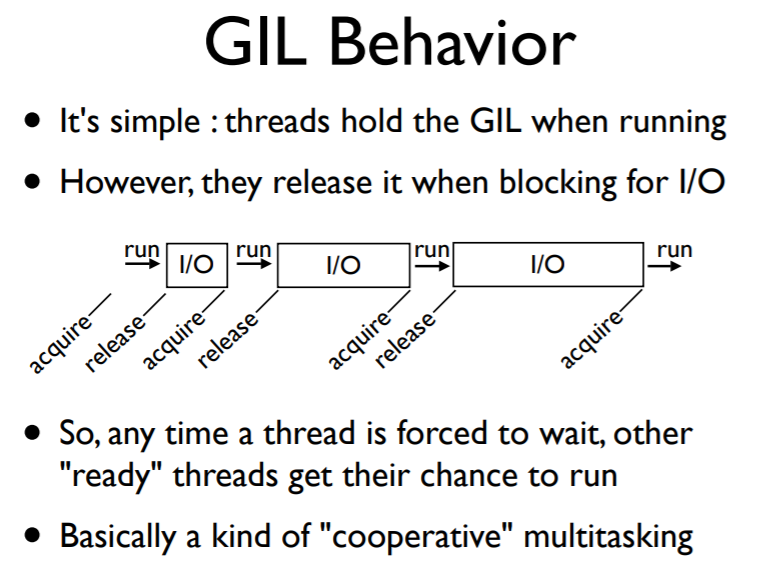 GIL Behavior
• It's simple : threads hold the GIL when running
• However, they release it when blocking for I/O
run I/O run I/O run I/O run
acquire release acquire release acquire release acquire
• So, any time a thread is forced to wait, other
"ready" threads get their chance to run
• Basically a kind of "cooperative" multitasking